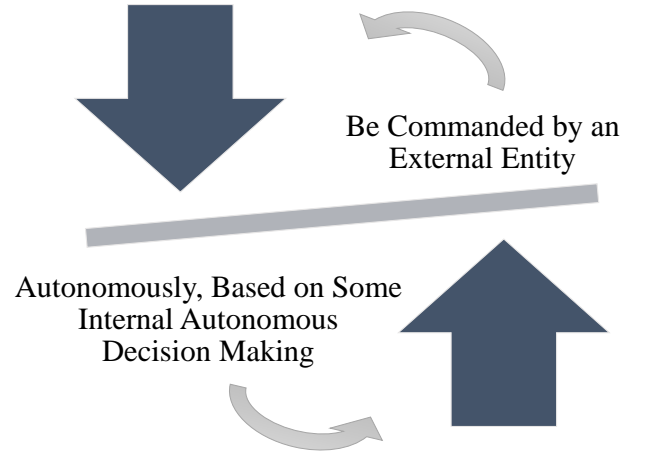 Be Commanded by an
External Entity
Autonomously, Based on Some
Internal Autonomous
Decision Making